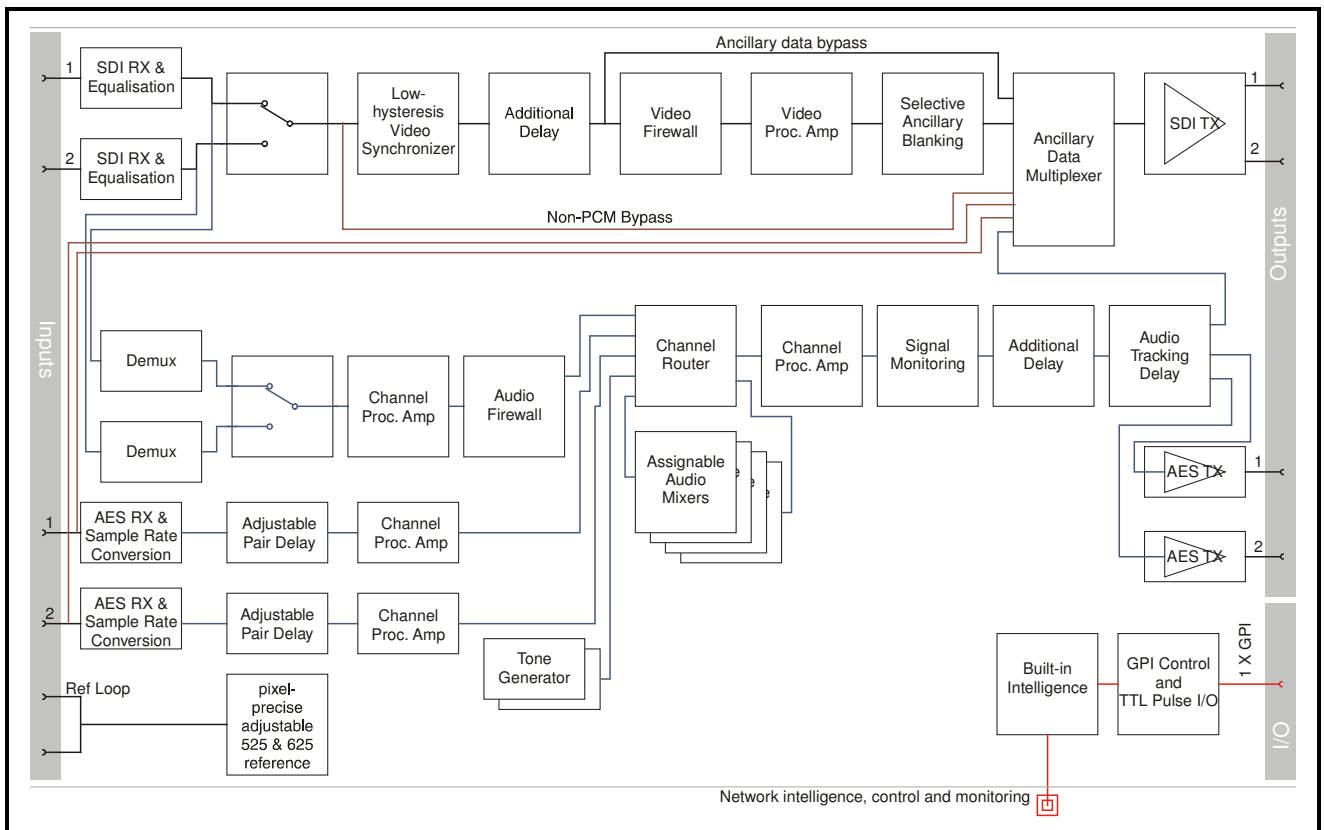 Inputs
1
SDI RX &
Equalisation
2
SDI RX &
Equalisation
Low-
hysteresis
Video
Synchronizer
Additional
Delay
Ancillary data bypass
Video
Firewall
Video
Proc. Amp
Selective
Ancillary
Blanking
Ancillary
Data
Multiplexer
SDI TX
1
2
Outputs
Non-PCM Bypass
Demux
Demux
Channel
Proc. Amp
Audio
Firewall
Channel
Router
Channel
Proc. Amp
Signal
Monitoring
Additional
Delay
Audio
Tracking
Delay
Assignable
Audio
Mixers
e
e
e
AES TX
1
AES TX
2
1
AES RX &
Sample Rate
Conversion
Adjustable
Pair Delay
Channel
Proc. Amp
2
AES RX &
Sample Rate
Conversion
Adjustable
Pair Delay
Channel
Proc. Amp
Tone
Generator
Ref Loop
pixel-
precise
adjustable
525 & 625
reference
Built-in
Intelligence
GPI Control
and
TTL Pulse I/O
1 X GPI
I/O
Network intelligence, control and monitoring